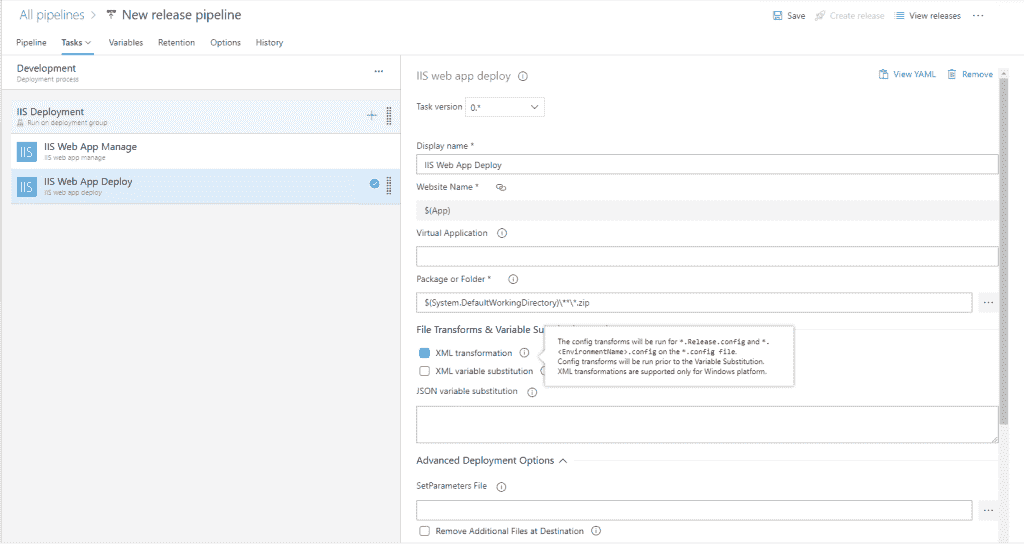 All pipelines > New release pipeline
Save Create release View releases ...
Pipeline Tasks Variables Retention Options History
Development
Deployment process
...
IIS Deployment
Run on deployment group
IIS
IIS Web App Manage
IIS web app manage
IIS
IIS Web App Deploy
IIS web app deploy
IIS web app deploy
View YAML Remove
Task version 0.*
Display name *
IIS Web App Deploy
Website Name *
$(App)
Virtual Application
Package or Folder *
$(System.DefaultWorkingDirectory)\**\*.zip
...
File Transforms & Variable
XML transformation
XML variable substitution
The config transforms will be run for *.Release.config and *.
<EnvironmentName>.config on the *.config file.
Config transforms will be run prior to the Variable Substitution.
XML transformations are supported only for Windows platform.
JSON variable substitution
Advanced Deployment Options
SetParameters File
...
Remove Additional Files at Destination